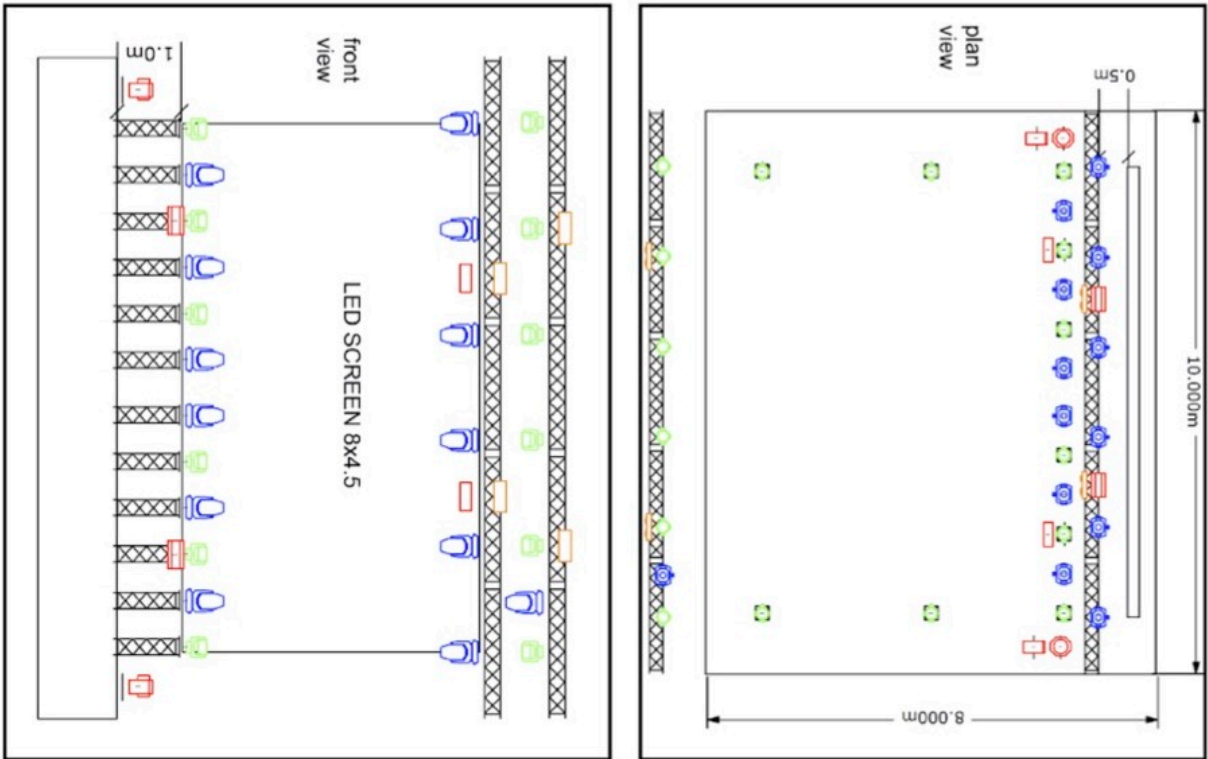 front
view
1.0m
LED SCREEN 8x4.5
plan
view
0.5m
10.000m
8.000m